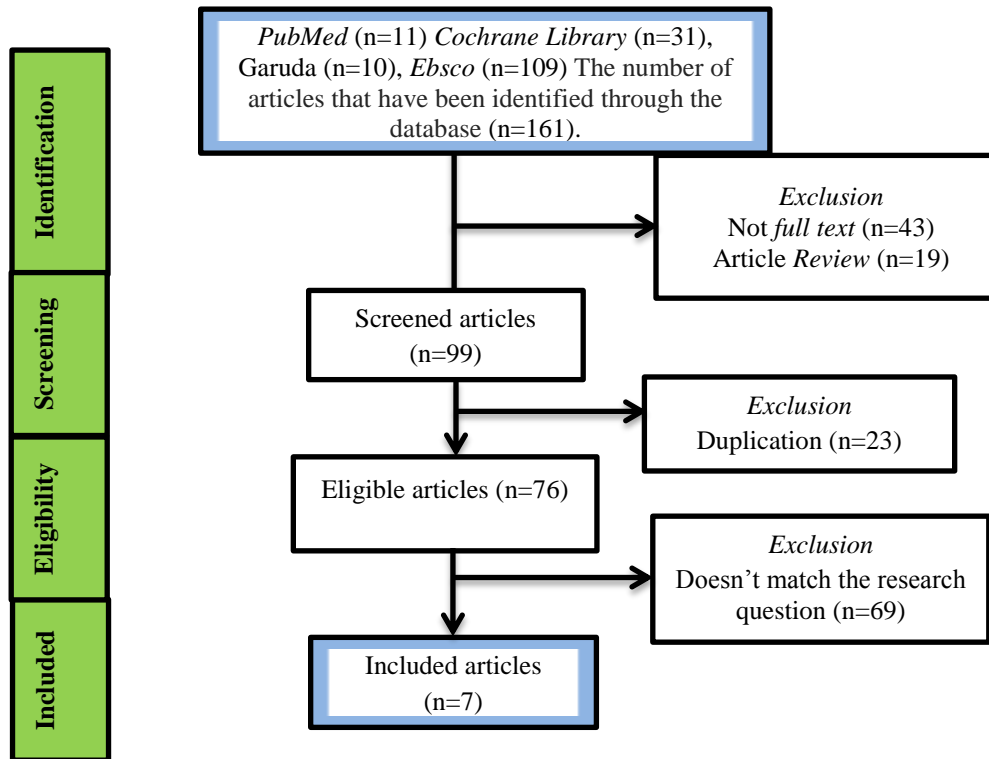 PubMed (n=11) Cochrane Library (n=31),
Garuda (n=10), Ebsco (n=109) The number of
articles that have been identified through the
database (n=161).
Identification
Exclusion
Not full text (n=43)
Article Review (n=19)
Screening
Screened articles
(n=99)
Exclusion
Duplication (n=23)
Eligibility
Eligible articles (n=76)
Exclusion
Doesn’t match the research
question (n=69)
Included
Included articles
(n=7)